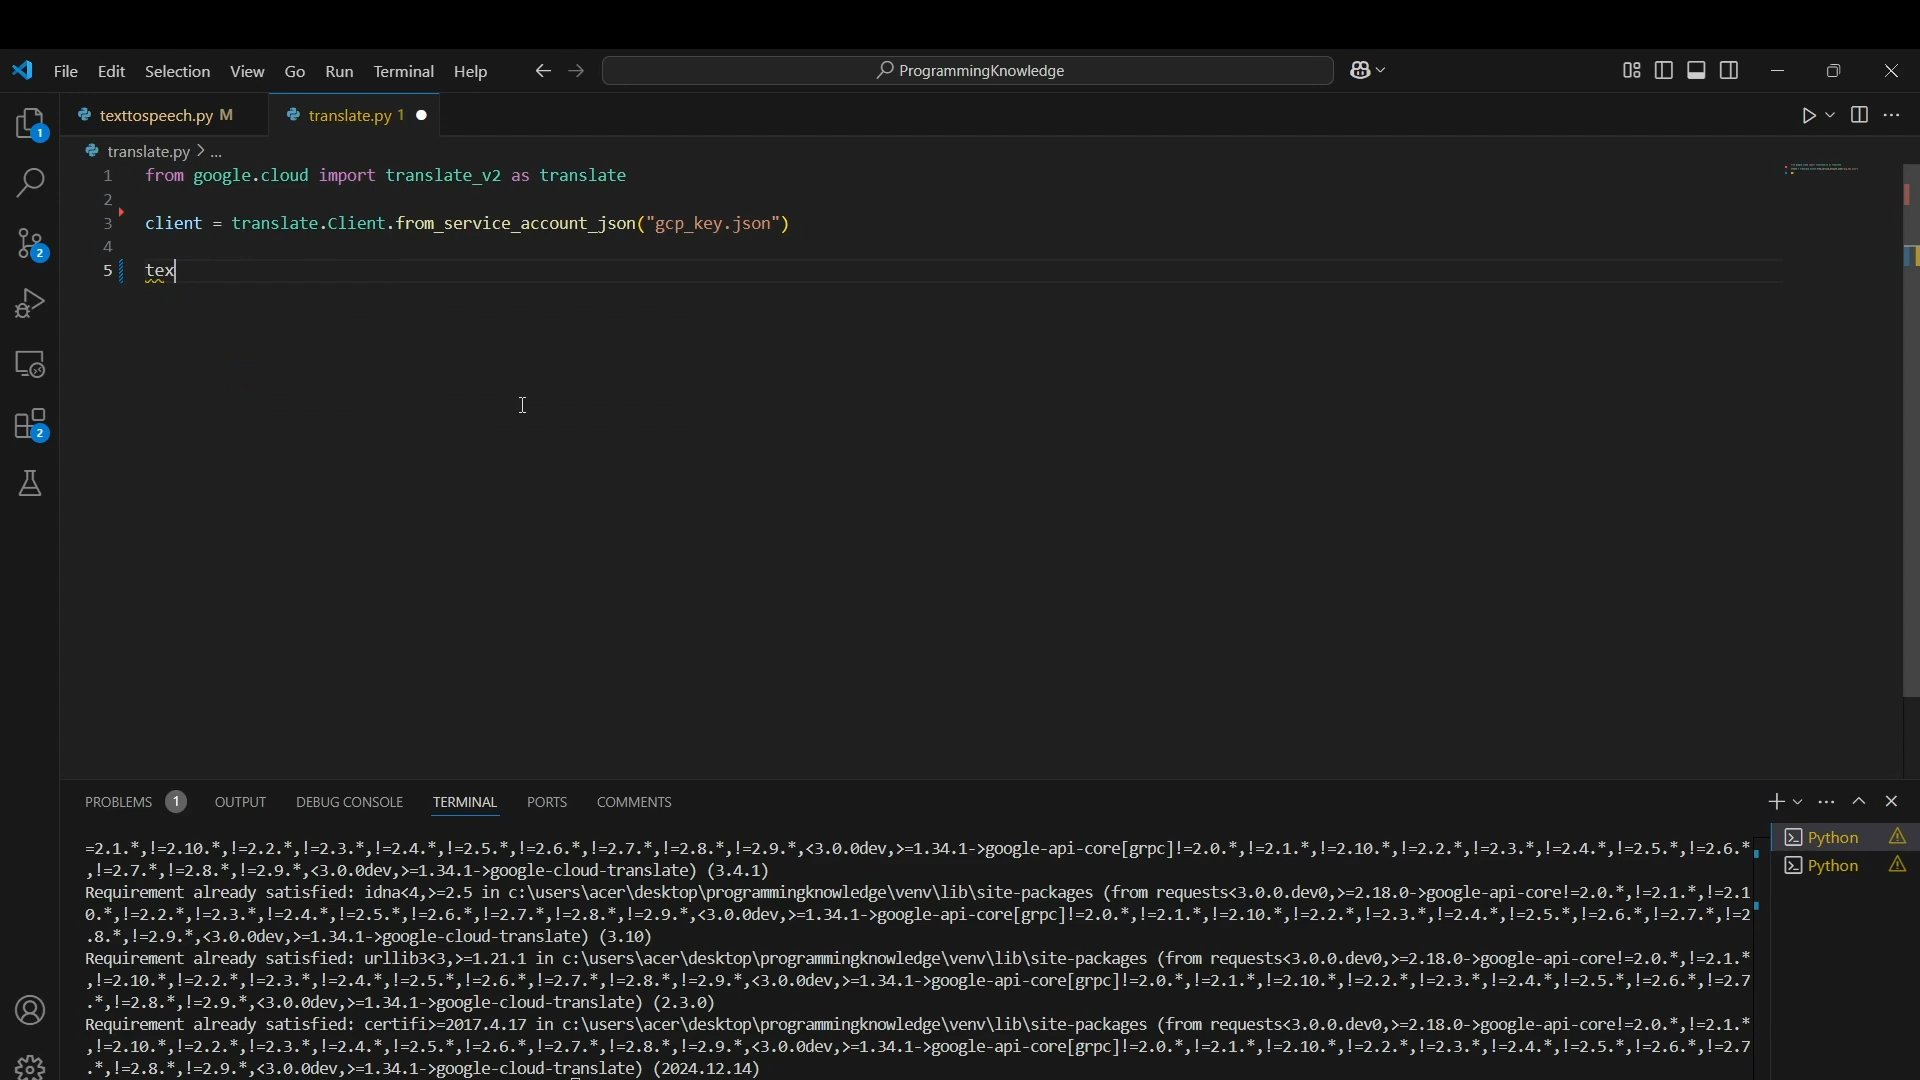 File Edit Selection View Go Run Terminal Help
ProgrammingKnowledge
texttospeech.py M
translate.py 1
translate.py > ...
1 from google.cloud import translate_v2 as translate
2
3 client = translate.Client.from_service_account_json("gcp_key.json")
4
5 tex
1
2
2
PROBLEMS 1 OUTPUT DEBUG CONSOLE TERMINAL PORTS COMMENTS
=2.1.*,!=2.10.*,!=2.2.*,!=2.3.*,!=2.4.*,!=2.5.*,!=2.6.*,!=2.7.*,!=2.8.*,!=2.9.*,<3.0.0dev,>=1.34.1->google-api-core[grpc]!=2.0.*,!=2.1.*,!=2.10.*,!=2.2.*,!=2.3.*,!=2.4.*,!=2.5.*,!=2.6.*
,!=2.7.*,!=2.8.*,!=2.9.*,<3.0.0dev,>=1.34.1->google-cloud-translate) (3.4.1)
Requirement already satisfied: idna<4,>=2.5 in c:\users\acer\desktop\programmingknowledge\venv\lib\site-packages (from requests<3.0.0.dev0,>=2.18.0->google-api-core!=2.0.*,!=2.1.*,!=2.1
0.*,!=2.2.*,!=2.3.*,!=2.4.*,!=2.5.*,!=2.6.*,!=2.7.*,!=2.8.*,!=2.9.*,<3.0.0dev,>=1.34.1->google-api-core[grpc]!=2.0.*,!=2.1.*,!=2.10.*,!=2.2.*,!=2.3.*,!=2.4.*,!=2.5.*,!=2.6.*,!=2.7.*,!=2
.8.*,!=2.9.*,<3.0.0dev,>=1.34.1->google-cloud-translate) (3.10)
Requirement already satisfied: urllib3<3,>=1.21.1 in c:\users\acer\desktop\programmingknowledge\venv\lib\site-packages (from requests<3.0.0.dev0,>=2.18.0->google-api-core!=2.0.*,!=2.1.*
,!=2.10.*,!=2.2.*,!=2.3.*,!=2.4.*,!=2.5.*,!=2.6.*,!=2.7.*,!=2.8.*,!=2.9.*,<3.0.0dev,>=1.34.1->google-api-core[grpc]!=2.0.*,!=2.1.*,!=2.10.*,!=2.2.*,!=2.3.*,!=2.4.*,!=2.5.*,!=2.6.*,!=2.7
.*,!=2.8.*,!=2.9.*,<3.0.0dev,>=1.34.1->google-cloud-translate) (2.3.0)
Requirement already satisfied: certifi>=2017.4.17 in c:\users\acer\desktop\programmingknowledge\venv\lib\site-packages (from requests<3.0.0.dev0,>=2.18.0->google-api-core!=2.0.*,!=2.1.*
,!=2.10.*,!=2.2.*,!=2.3.*,!=2.4.*,!=2.5.*,!=2.6.*,!=2.7.*,!=2.8.*,!=2.9.*,<3.0.0dev,>=1.34.1->google-api-core[grpc]!=2.0.*,!=2.1.*,!=2.10.*,!=2.2.*,!=2.3.*,!=2.4.*,!=2.5.*,!=2.6.*,!=2.7
.*,!=2.8.*,!=2.9.*,<3.0.0dev,>=1.34.1->google-cloud-translate) (2024.12.14)
Python
Python